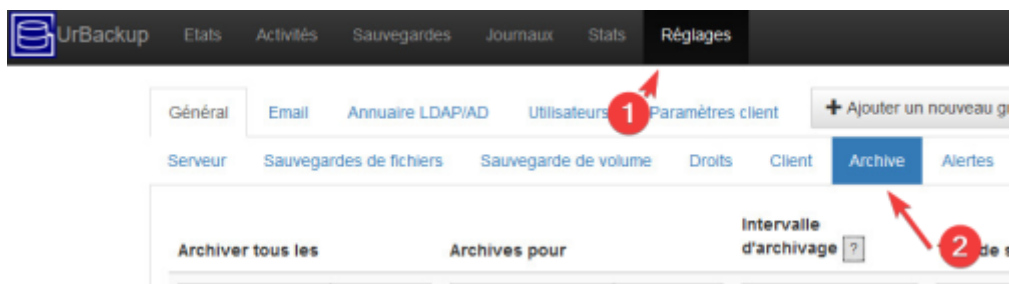 UrBackup Etats Activités Sauvegardes Journaux Stats Réglages
1
Général Email Annuaire LDAP/AD Utilisateurs Paramètres client + Ajouter un nouveau
Serveur Sauvegardes de fichiers Sauvegarde de volume Droits Client Archive Alertes
Archiver tous les Archives pour Intervalle
d'archivage ? 2 de